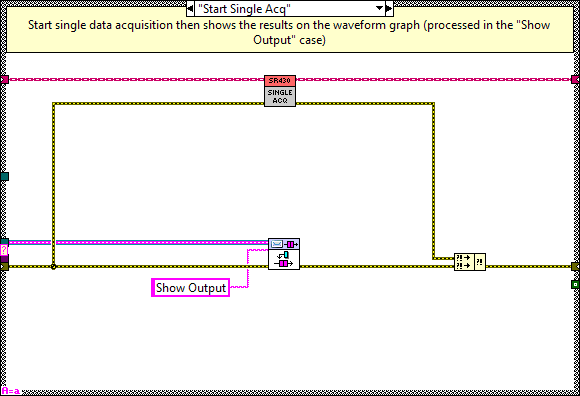 "Start Single Acq"
Start single data acquisition then shows the results on the waveform graph (processed in the "Show
Output" case)
SR430
SINGLE
ACQ
?
?! ?!
?!
Show Output
A=a